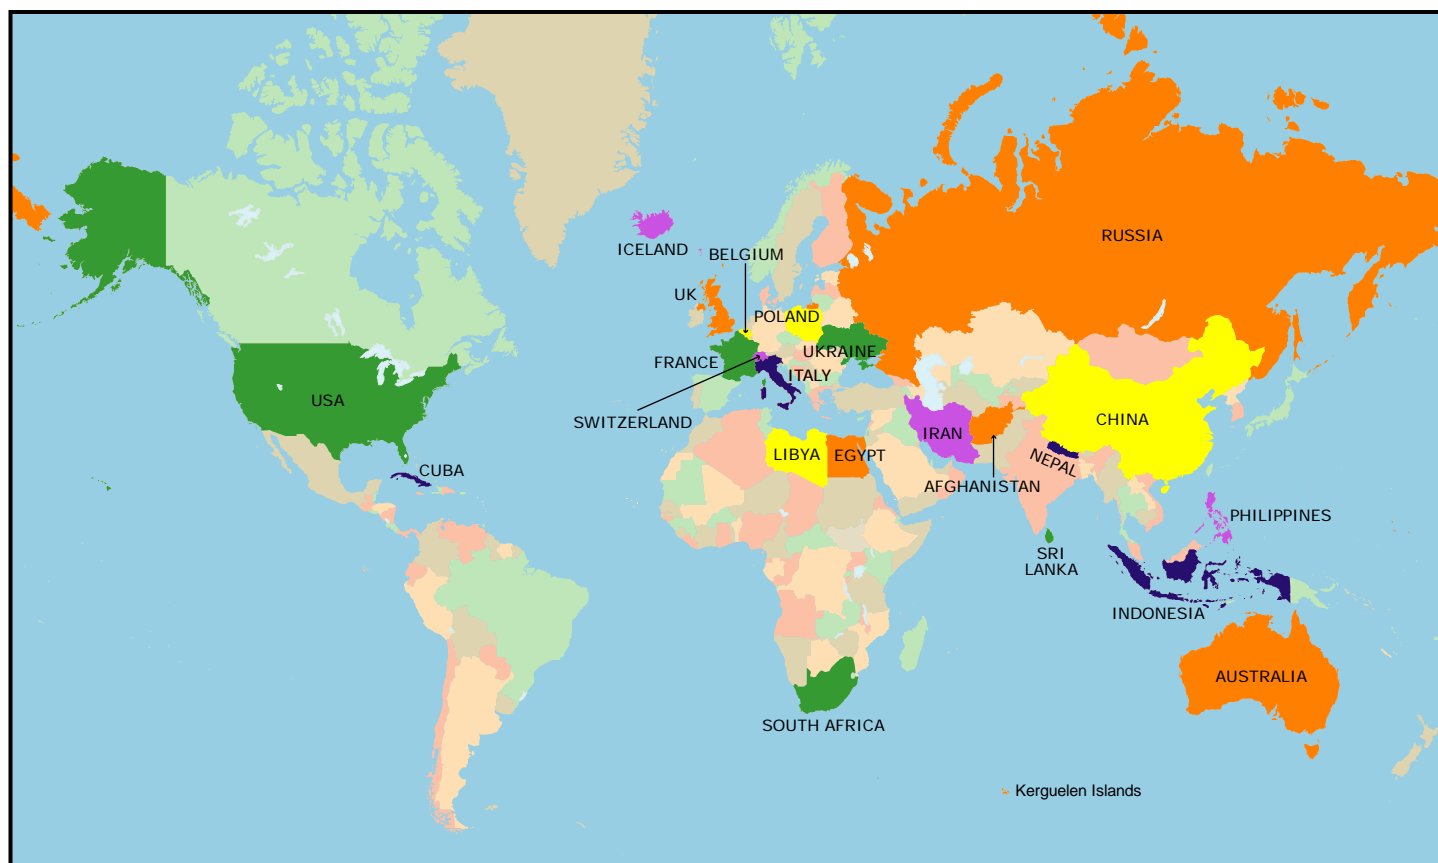 RUSSIA
ICELAND
BELGIUM
UK
POLAND
UKRAINE
FRANCE
ITALY
USA
SWITZERLAND
CHINA
IRAN
LIBYA
EGYPT
NEPAL
CUBA
AFGHANISTAN
PHILIPPINES
SRI
LANKA
INDONESIA
AUSTRALIA
SOUTH AFRICA
Kerguelen Islands